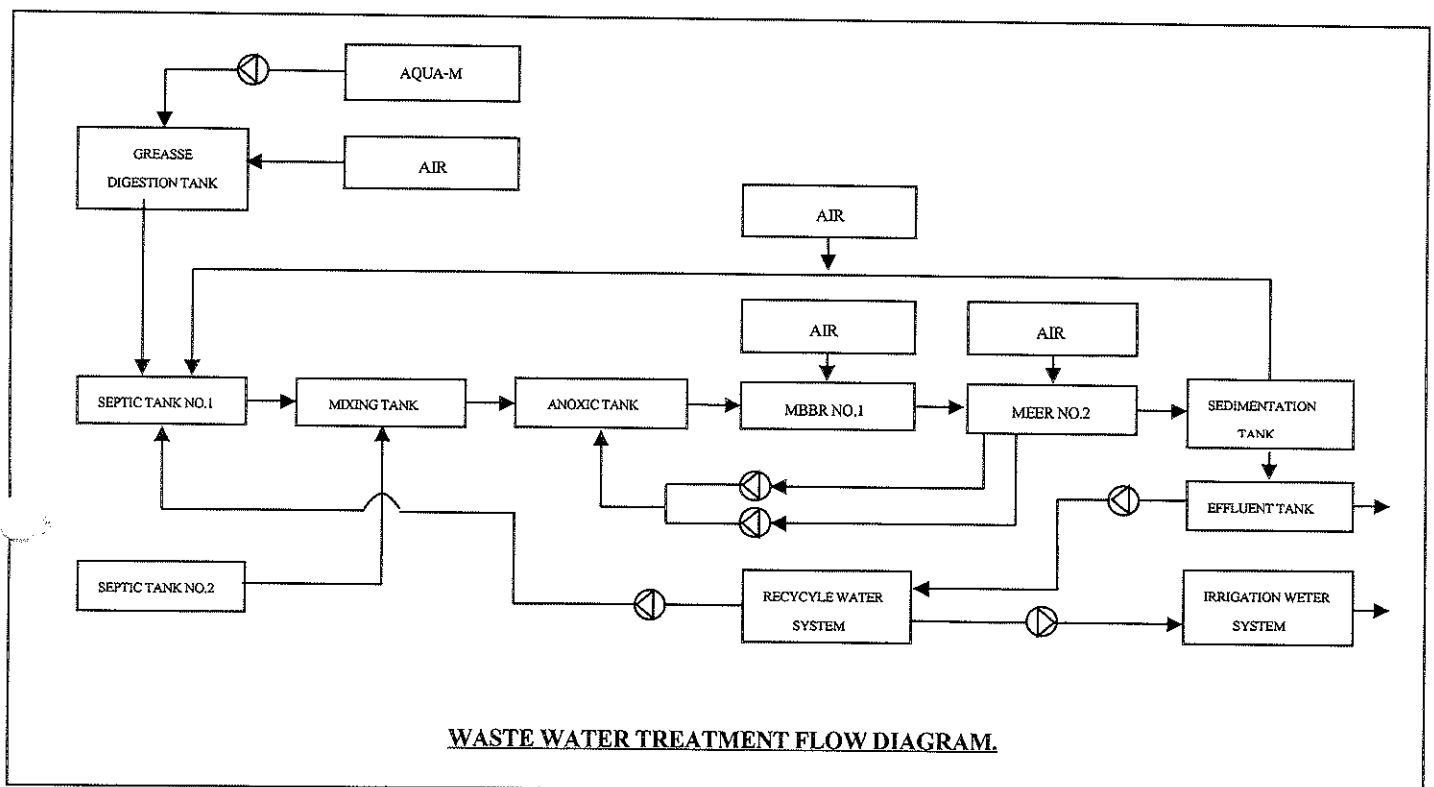 AQUA-M
GREASSE
DIGESTION TANK
AIR
AIR
AIR
AIR
SEPTIC TANK NO.1
MIXING TANK
ANOXIC TANK
MBBR NO.1
MEER NO.2
SEDIMENTATION
TANK
EFFLUENT TANK
SEPTIC TANK NO.2
RECYCYLE WATER
SYSTEM
IRRIGATION WETER
SYSTEM
WASTE WATER TREATMENT FLOW DIAGRAM.